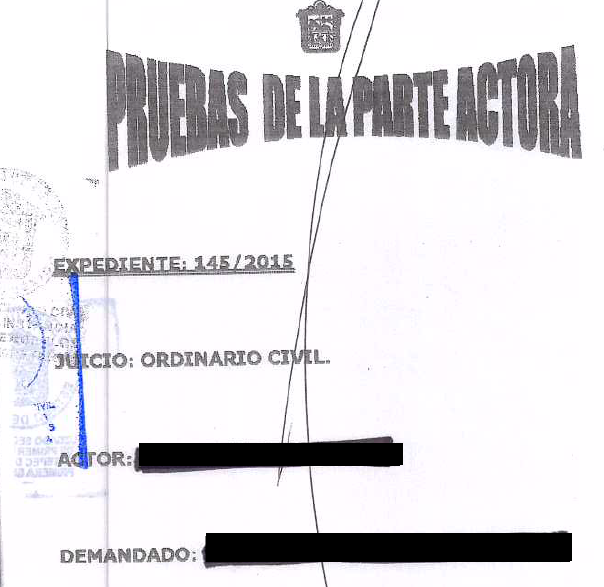 PRUEBAS DE LA PARTE ACTORA
EXPEDIENTE: 145/2015
JUICIO: ORDINARIO CIVIL.
ACTOR:
DEMANDADO: